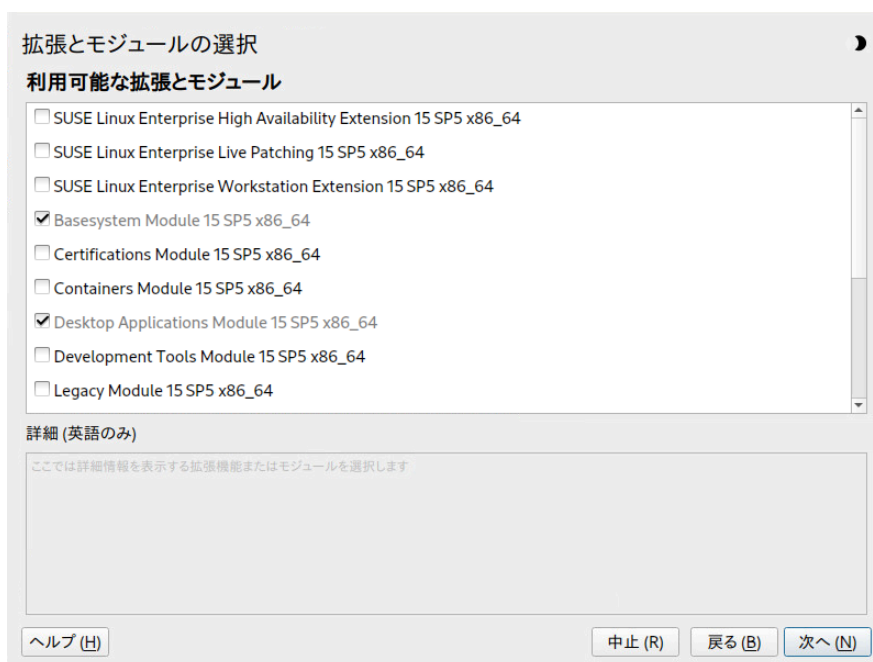 拡張とモジュールの選択
利用可能な拡張とモジュール
SUSE Linux Enterprise High Availability Extension 15 SP5 x86_64
SUSE Linux Enterprise Live Patching 15 SP5 x86_64
SUSE Linux Enterprise Workstation Extension 15 SP5 x86_64
Basesystem Module 15 SP5 x86_64
Certifications Module 15 SP5 x86_64
Containers Module 15 SP5 x86_64
Desktop Applications Module 15 SP5 x86_64
Development Tools Module 15 SP5 x86_64
Legacy Module 15 SP5 x86_64
詳細 (英語のみ)
ここでは詳細情報を表示する拡張機能またはモジュールを選択します
ヘルプ (H) 中止 (R) 戻る (B) 次へ (N)